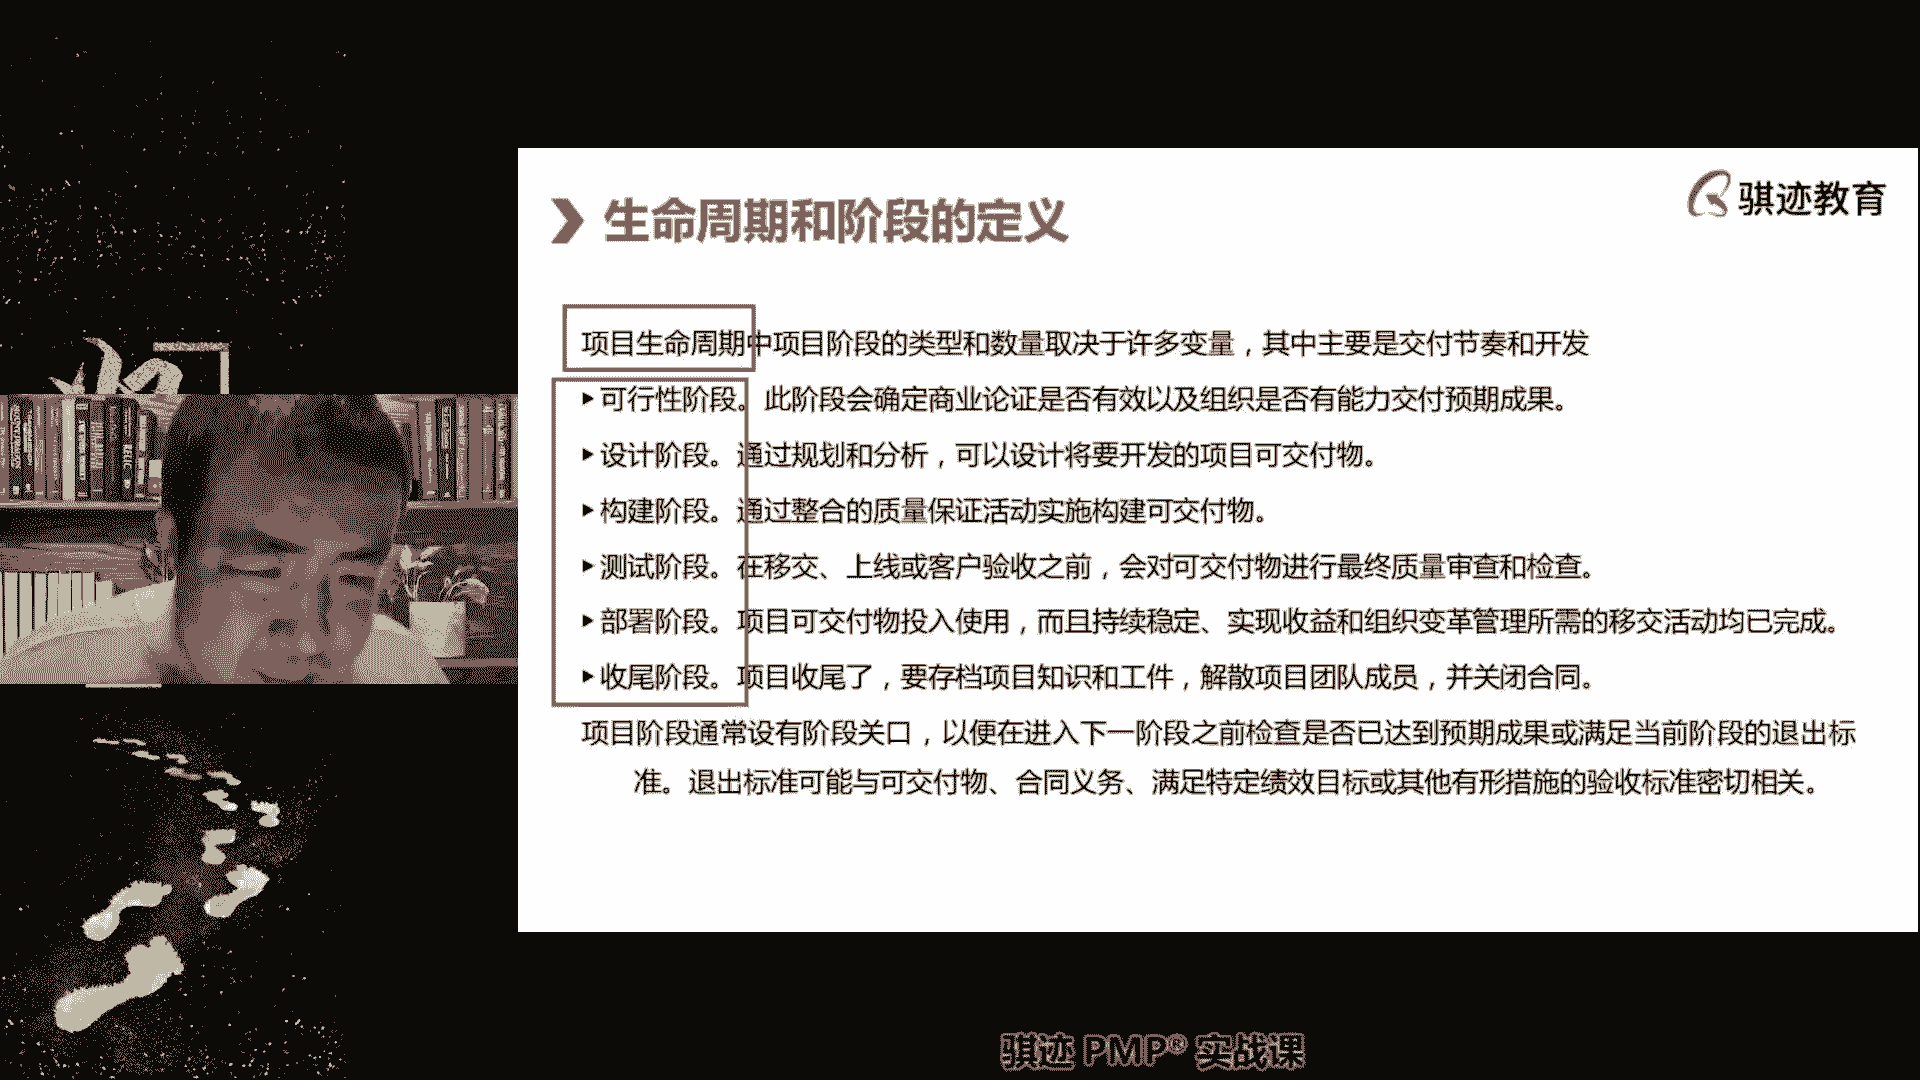 骐迹教育
生命周期和阶段的定义
项目生命周期中项目阶段的类型和数量取决于许多变量，其中主要是交付节奏和开发
▸可行性阶段。此阶段会确定商业论证是否有效以及组织是否有能力交付预期成果。
▸设计阶段。通过规划和分析，可以设计将要开发的项目可交付物。
▸构建阶段。通过整合的质量保证活动实施构建可交付物。
▸测试阶段。在移交、上线或客户验收之前，会对可交付物进行最终质量审查和检查。
▸部署阶段。项目可交付物投入使用，而且持续稳定、实现收益和组织变革管理所需的移交活动均已完成。
▸收尾阶段。项目收尾了，要存档项目知识和工件，解散项目团队成员，并关闭合同。
项目阶段通常设有阶段关口，以便在进入下一阶段之前检查是否已达到预期成果或满足当前阶段的退出标
准。退出标准可能与可交付物、合同义务、满足特定绩效目标或其他有形措施的验收标准密切相关。
骐迹 PMP® 实战课